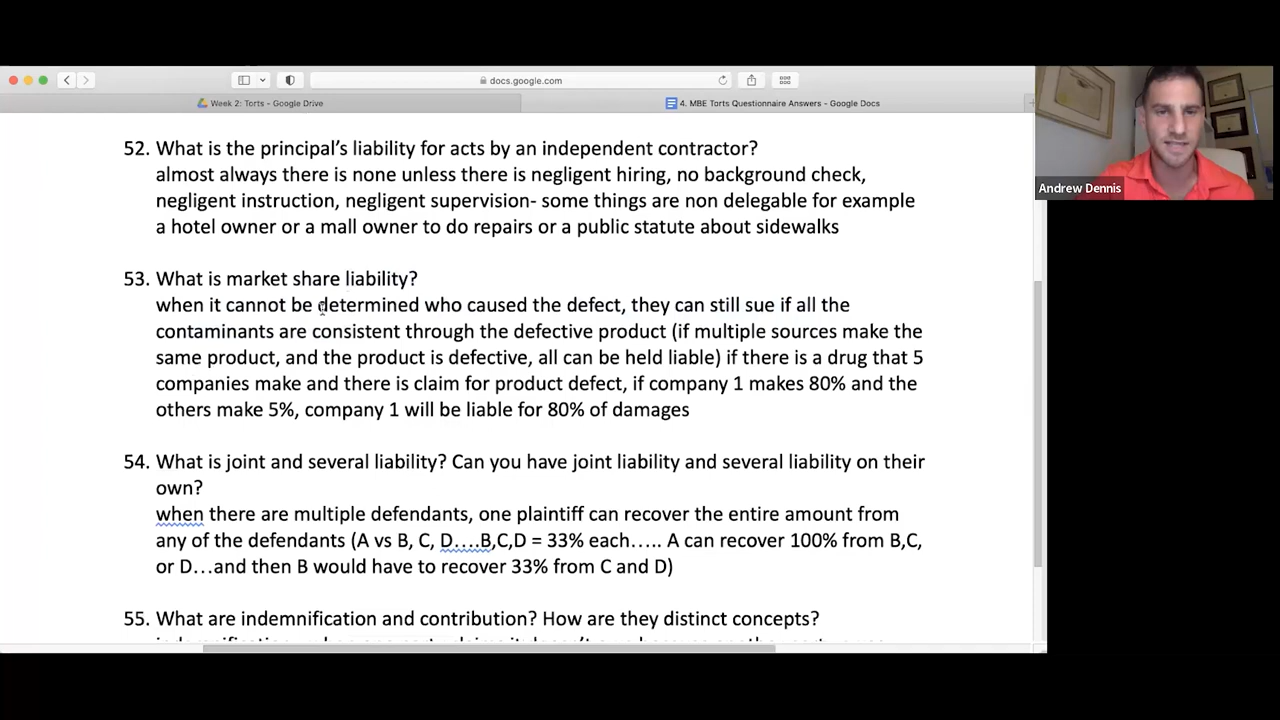 docs.google.com
Week 2: Torts - Google Drive
4. MBE Torts Questionnaire Answers - Google Docs
Andrew Dennis
52. What is the principal's liability for acts by an independent contractor?
almost always there is none unless there is negligent hiring, no background check,
negligent instruction, negligent supervision- some things are non delegable for example
a hotel owner or a mall owner to do repairs or a public statute about sidewalks
53. What is market share liability?
when it cannot be determined who caused the defect, they can still sue if all the
contaminants are consistent through the defective product (if multiple sources make the
same product, and the product is defective, all can be held liable) if there is a drug that 5
companies make and there is claim for product defect, if company 1 makes 80% and the
others make 5%, company 1 will be liable for 80% of damages
54. What is joint and several liability? Can you have joint liability and several liability on their
own?
when there are multiple defendants, one plaintiff can recover the entire amount from
any of the defendants (A vs B, C, D....B,C,D = 33% each..... A can recover 100% from B,C,
or D...and then B would have to recover 33% from C and D)
55. What are indemnification and contribution? How are they distinct concepts?